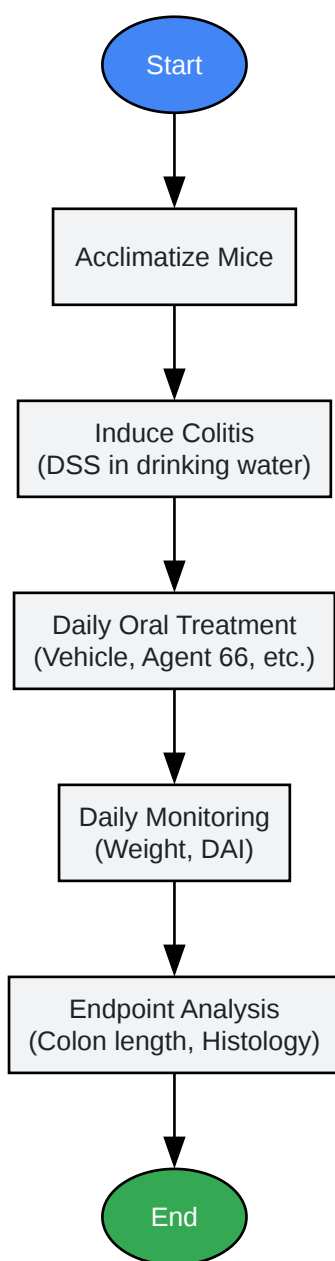 Start
Acclimatize Mice
Induce Colitis
(DSS in drinking water)
Daily Oral Treatment
(Vehicle, Agent 66, etc.)
Daily Monitoring
(Weight, DAI)
Endpoint Analysis
(Colon length, Histology)
End